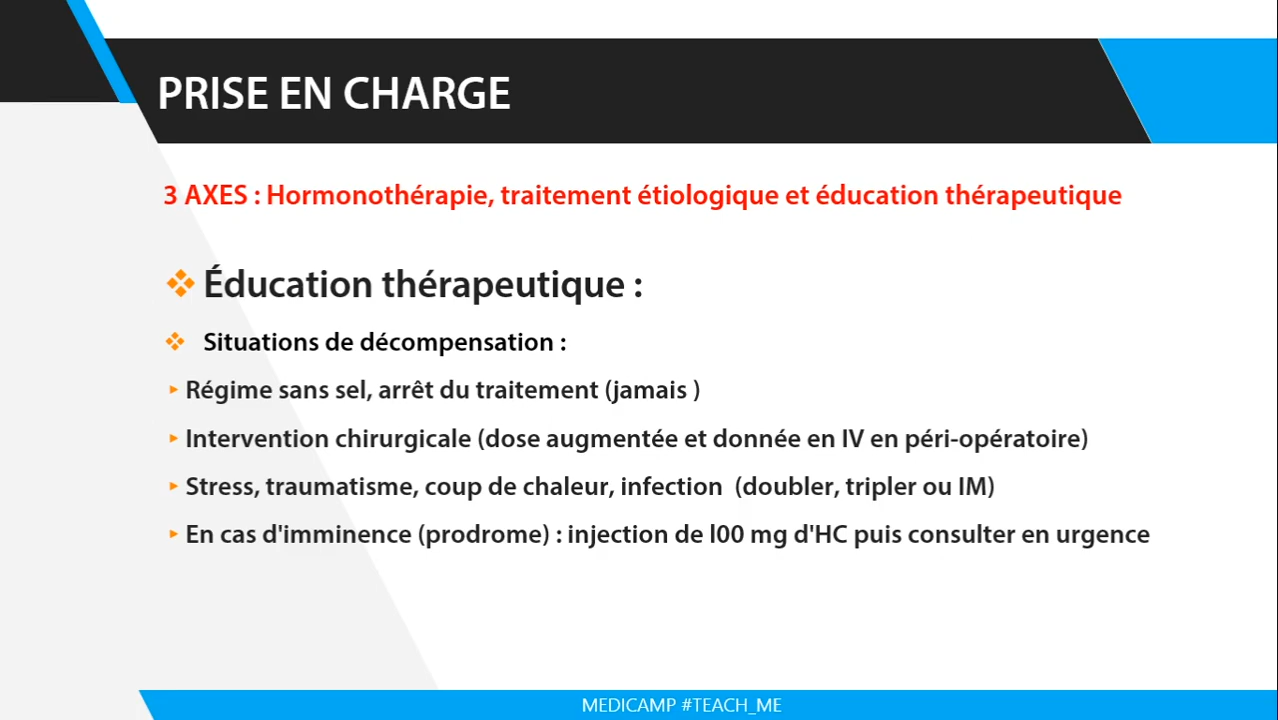 PRISE EN CHARGE
3 AXES : Hormonothérapie, traitement étiologique et éducation thérapeutique
Éducation thérapeutique :
Situations de décompensation :
Régime sans sel, arrêt du traitement (jamais )
Intervention chirurgicale (dose augmentée et donnée en IV en péri-opératoire)
Stress, traumatisme, coup de chaleur, infection (doubler, tripler ou IM)
En cas d'imminence (prodrome) : injection de l00 mg d'HC puis consulter en urgence
MEDICAMP #TEACH_ME